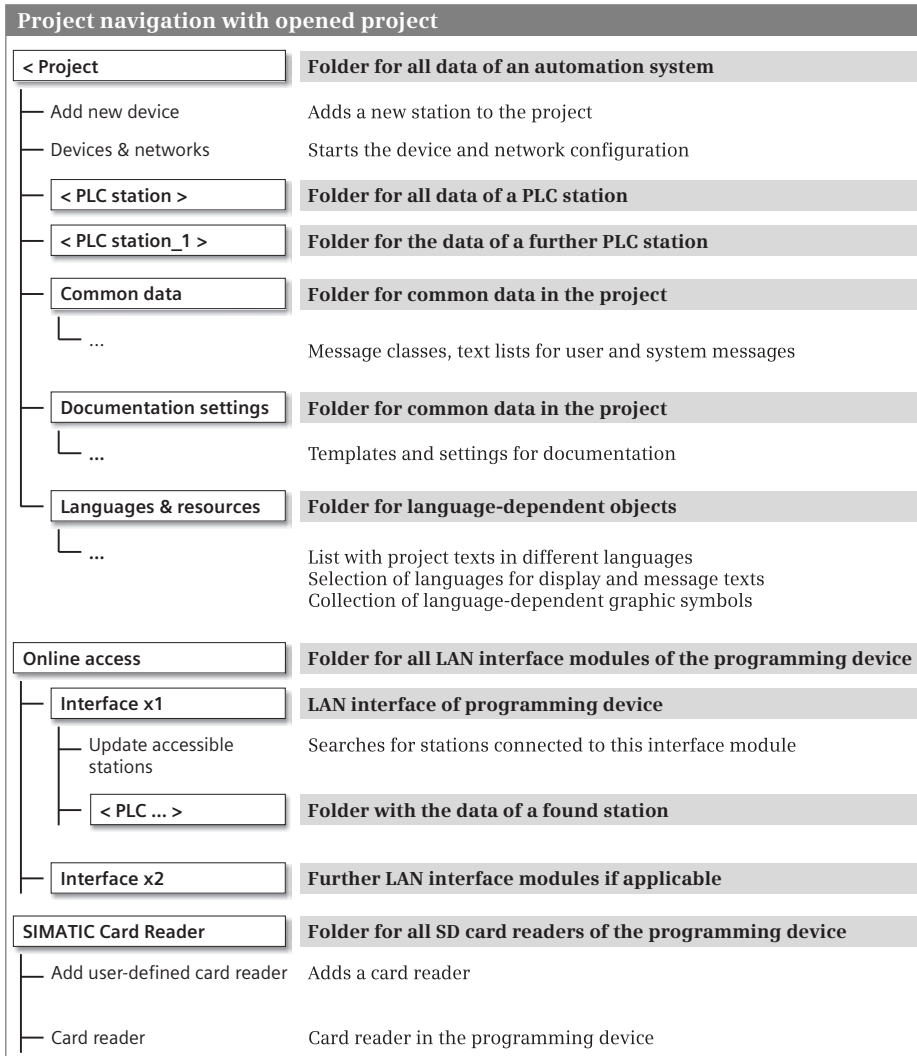 Project navigation with opened project
< Project
Folder for all data of an automation system
Add new device
Adds a new station to the project
Devices & networks
Starts the device and network configuration
< PLC station >
Folder for all data of a PLC station
< PLC station_1 >
Folder for the data of a further PLC station
Common data
Folder for common data in the project
...
Message classes, text lists for user and system messages
Documentation settings
Folder for common data in the project
...
Templates and settings for documentation
Languages & resources
Folder for language-dependent objects
...
List with project texts in different languages
Selection of languages for display and message texts
Collection of language-dependent graphic symbols
Online access
Folder for all LAN interface modules of the programming device
Interface x1
LAN interface of programming device
Update accessible
stations
Searches for stations connected to this interface module
< PLC ... >
Folder with the data of a found station
Interface x2
Further LAN interface modules if applicable
SIMATIC Card Reader
Folder for all SD card readers of the programming device
Add user-defined card reader
Adds a card reader
Card reader
Card reader in the programming device